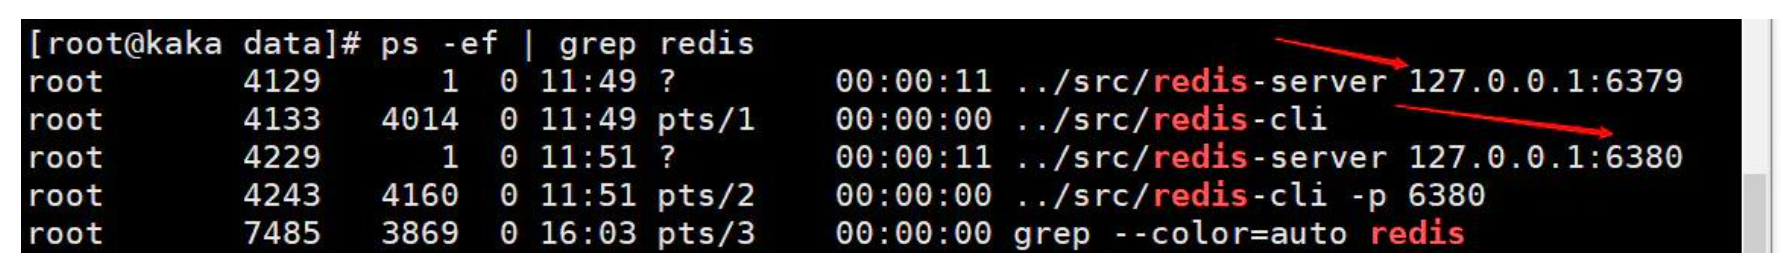 [root@kaka data]# ps -ef | grep redis
root       4129      1  0 11:49 ?        00:00:11 ../src/redis-server 127.0.0.1:6379
root       4133   4014  0 11:49 pts/1    00:00:00 ../src/redis-cli
root       4229      1  0 11:51 ?        00:00:11 ../src/redis-server 127.0.0.1:6380
root       4243   4160  0 11:51 pts/2    00:00:00 ../src/redis-cli -p 6380
root       7485   3869  0 16:03 pts/3    00:00:00 grep --color=auto redis